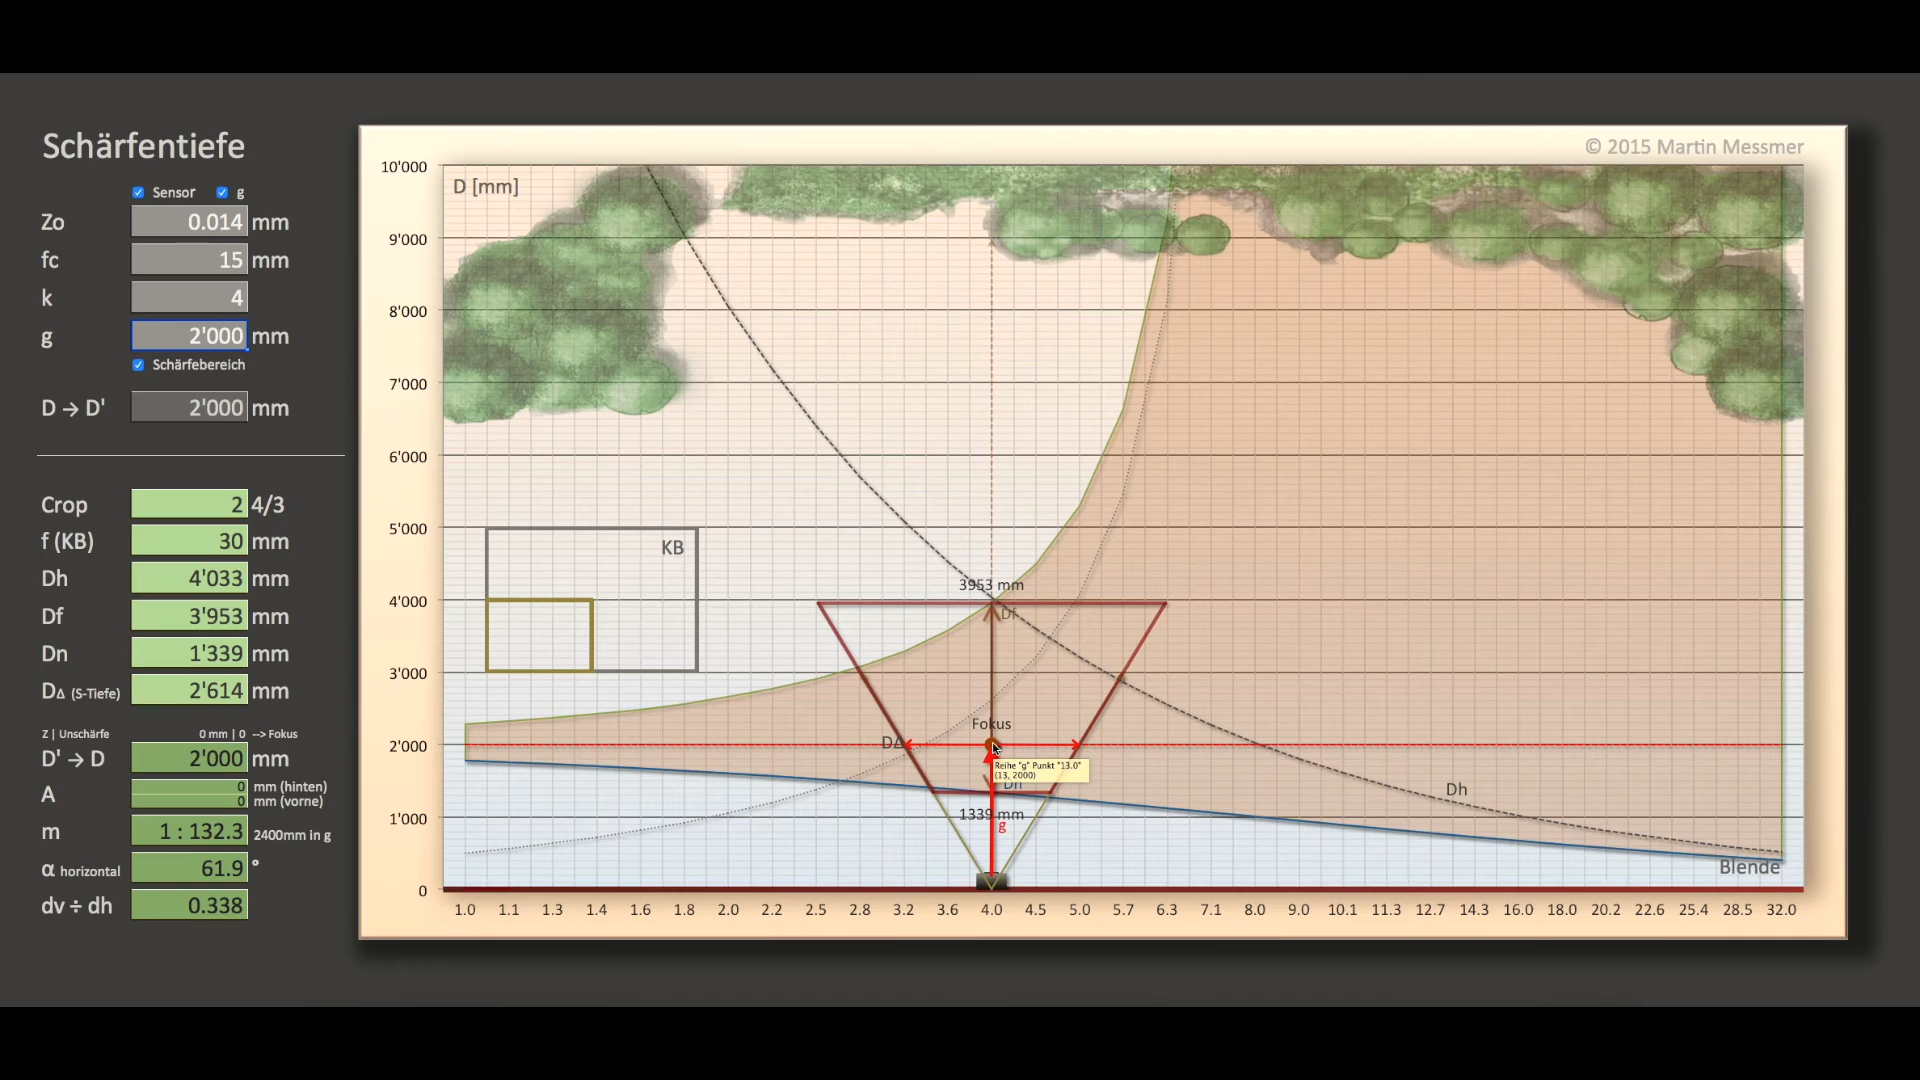 Schärfentiefe
Sensor g
Zo 0.014 mm
fc 15 mm
k 4
g 2'000 mm
Schärfebereich
D → D' 2'000 mm
Crop 2 4/3
f (KB) 30 mm
Dh 4'033 mm
Df 3'953 mm
Dn 1'339 mm
D∆ (S-Tiefe) 2'614 mm
Z | Unschärfe 0 mm | 0 --> Fokus
D' → D 2'000 mm
A 0 mm (hinten)
0 mm (vorne)
m 1 : 132.3 2400mm in g
α horizontal 61.9 °
dv ÷ dh 0.338
© 2015 Martin Messmer
D [mm]
10'000
9'000
8'000
7'000
6'000
5'000
4'000
3'000
2'000
1'000
0
KB
3953 mm
Df
Fokus
D∆
Reihe "g" Punkt "13.0"
(13, 2000)
Dn
1339 mm
g
Dh
Blende
1.0 1.1 1.3 1.4 1.6 1.8 2.0 2.2 2.5 2.8 3.2 3.6 4.0 4.5 5.0 5.7 6.3 7.1 8.0 9.0 10.1 11.3 12.7 14.3 16.0 18.0 20.2 22.6 25.4 28.5 32.0